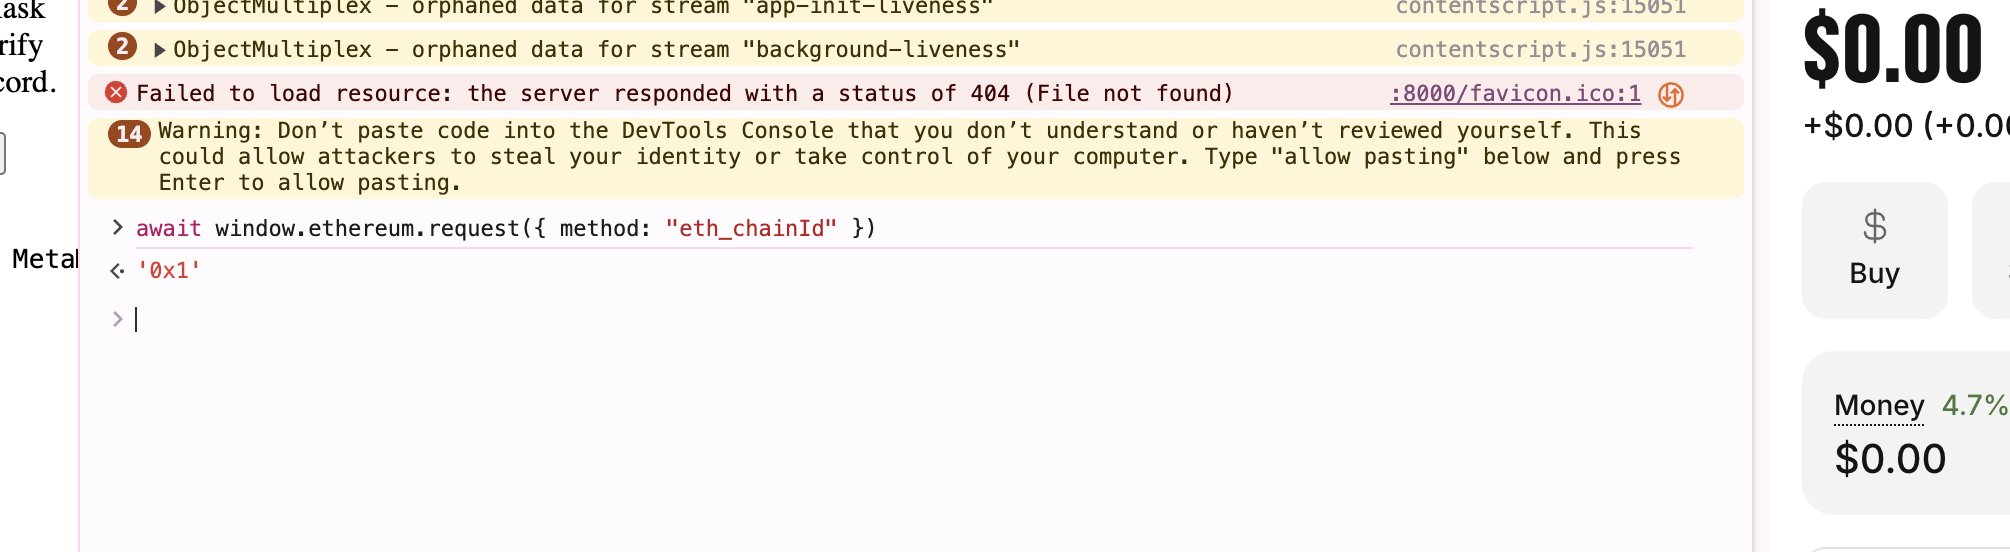 ask
rify
cord.
Meta
2 ▶ObjectMultiplex - orphaned data for stream "app-init-liveness" contentscript.js:15051
2 ▶ObjectMultiplex - orphaned data for stream "background-liveness" contentscript.js:15051
Failed to load resource: the server responded with a status of 404 (File not found) :8000/favicon.ico:1
14 Warning: Don’t paste code into the DevTools Console that you don’t understand or haven’t reviewed yourself. This
could allow attackers to steal your identity or take control of your computer. Type "allow pasting" below and press
Enter to allow pasting.
> await window.ethereum.request({ method: "eth_chainId" })
'0x1'
>
$0.00
+$0.00 (+0.00
$
Buy
Money 4.7%
$0.00